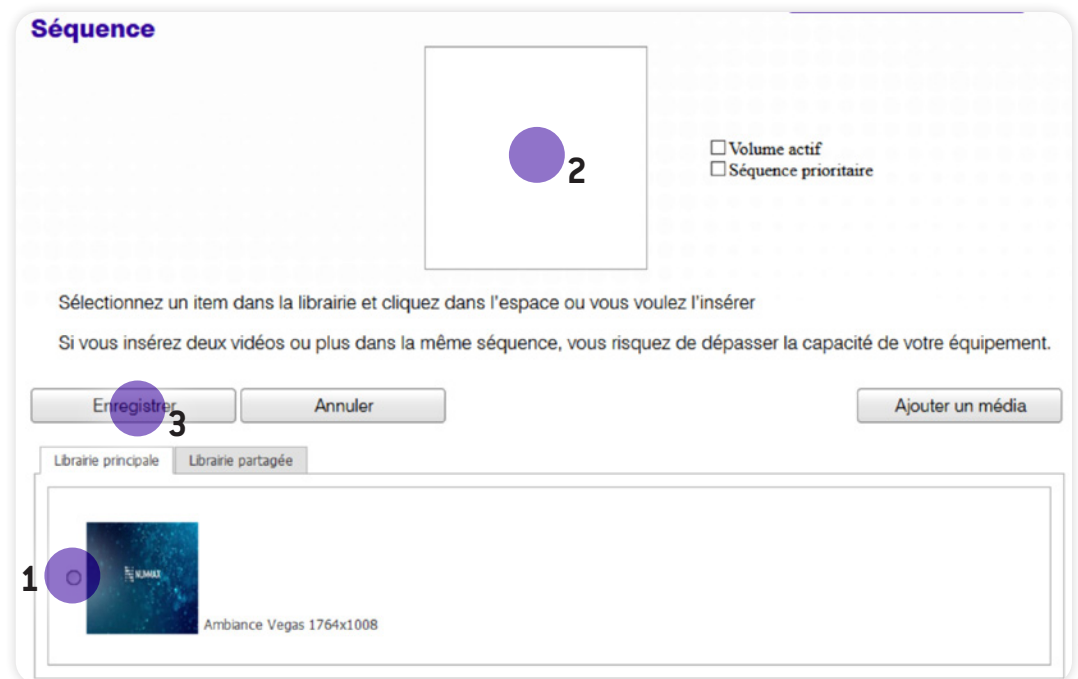 Séquence
2
Volume actif
Séquence prioritaire
Sélectionnez un item dans la librairie et cliquez dans l'espace ou vous voulez l'insérer
Si vous insérez deux vidéos ou plus dans la même séquence, vous risquez de dépasser la capacité de votre équipement.
Enregistrer
3
Annuler
Ajouter un média
Librairie principale
Librairie partagée
1
NUMMAX
Ambiance Vegas 1764x1008